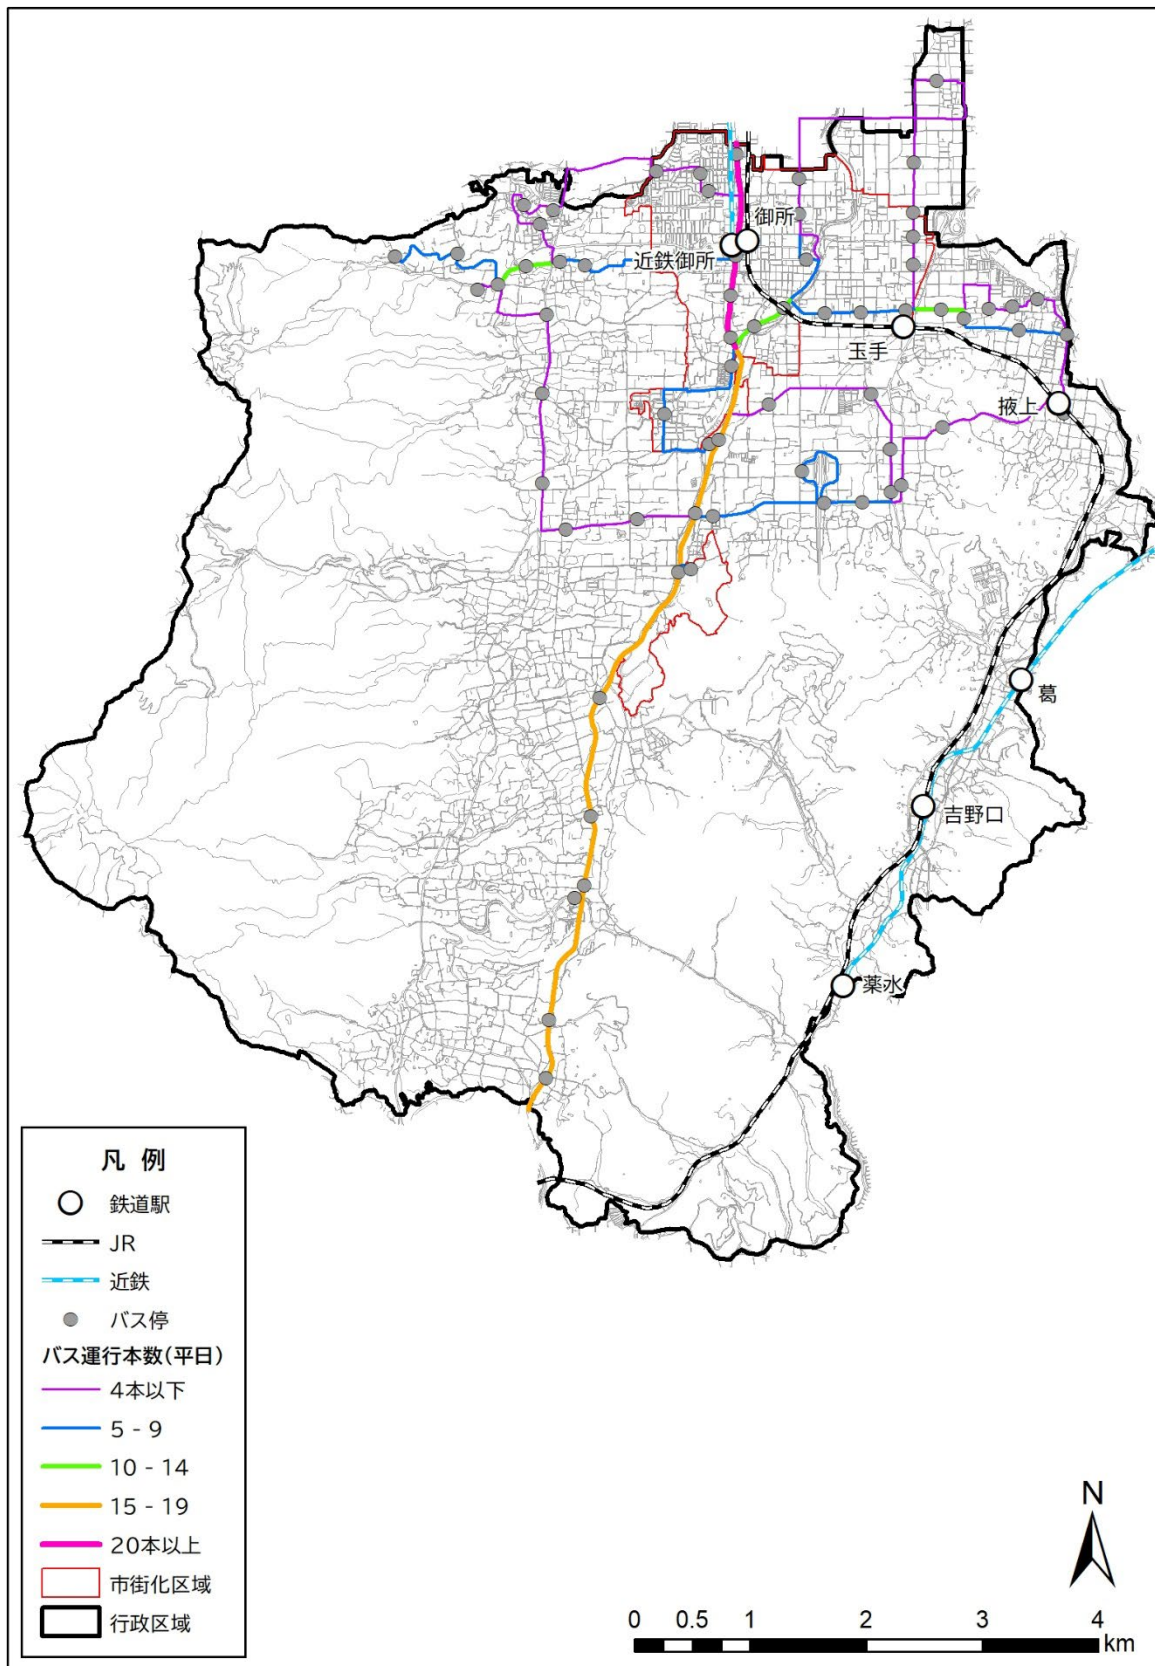 御所
近鉄御所
玉手
掖上
葛
吉野口
薬水
凡 例
鉄道駅
JR
近鉄
バス停
バス運行本数(平日)
4本以下
5 - 9
10 - 14
15 - 19
20本以上
市街化区域
行政区域
N
0 0.5 1 2 3 4
km